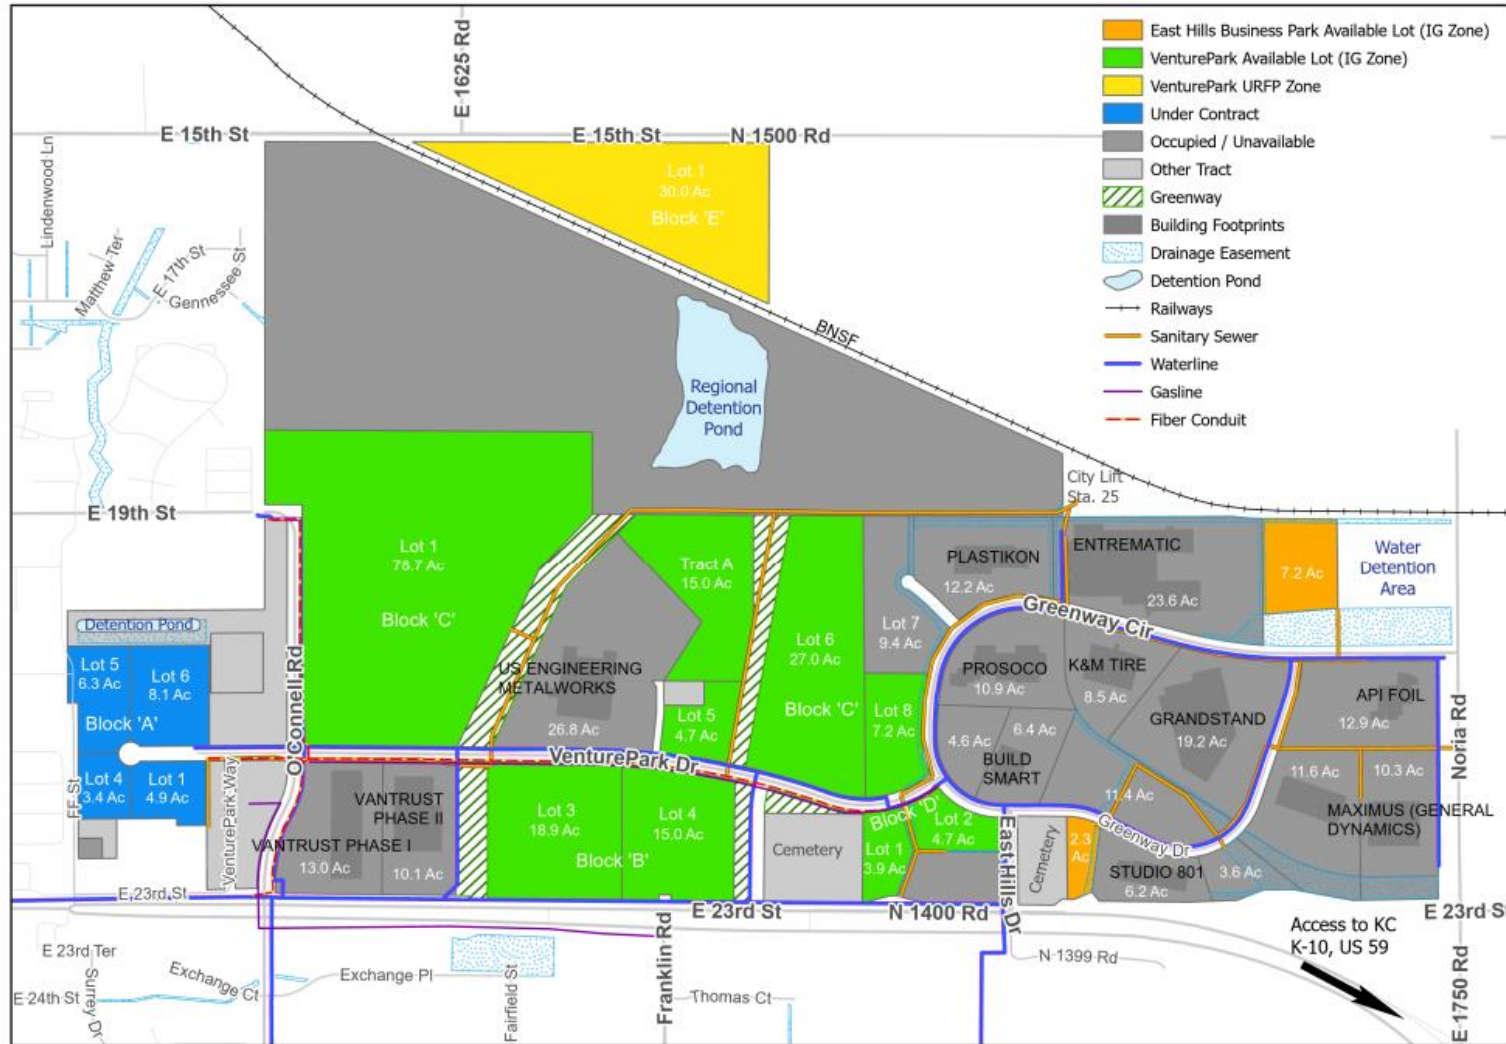 E 1625 Rd
East Hills Business Park Available Lot (IG Zone)
VenturePark Available Lot (IG Zone)
VenturePark URFP Zone
Under Contract
Occupied / Unavailable
Other Tract
Greenway
Building Footprints
Drainage Easement
Detention Pond
Railways
Sanitary Sewer
Waterline
Gasline
Fiber Conduit
E 15th St
E 15th St
N 1500 Rd
Lindenwood Ln
Matthew Ter
E 17th St
Gennessee St
Lot 1
30.0 Ac
Block 'E'
BNSF
Regional
Detention
Pond
City Lift
Sta. 25
E 19th St
Lot 1
78.7 Ac
Block 'C'
Tract A
15.0 Ac
Lot 6
27.0 Ac
Block 'C'
Lot 7
9.4 Ac
PLASTIKON
12.2 Ac
ENTREMATIC
23.6 Ac
7.2 Ac
Water
Detention
Area
Greenway Cir
Detention Pond
Lot 5
6.3 Ac
Lot 6
8.1 Ac
Block 'A'
Lot 4
3.4 Ac
Lot 1
4.9 Ac
FF St
O'Connell Rd
VenturePark Way
US ENGINEERING
METALWORKS
26.8 Ac
Lot 5
4.7 Ac
Lot 8
7.2 Ac
PROSOCO
10.9 Ac
K&M TIRE
8.5 Ac
4.6 Ac
6.4 Ac
BUILD
SMART
GRANDSTAND
19.2 Ac
API FOIL
12.9 Ac
Noria Rd
VenturePark Dr
VANTRUST
PHASE II
VANTRUST PHASE I
13.0 Ac
10.1 Ac
Lot 3
18.9 Ac
Lot 4
15.0 Ac
Block 'B'
Cemetery
Block 'D'
Lot 1
3.9 Ac
Lot 2
4.7 Ac
East Hills Dr
Cemetery
2.3
Ac
11.4 Ac
Greenway Dr
STUDIO 801
6.2 Ac
3.6 Ac
11.6 Ac
10.3 Ac
MAXIMUS (GENERAL
DYNAMICS)
E 23rd St
E 23rd St
N 1400 Rd
E 23rd St
Access to KC
K-10, US 59
E 23rd Ter
E 24th St
Surrey Dr
Exchange Ct
Exchange Pl
Fairfield St
Franklin Rd
Thomas Ct
N 1399 Rd
E 1750 Rd